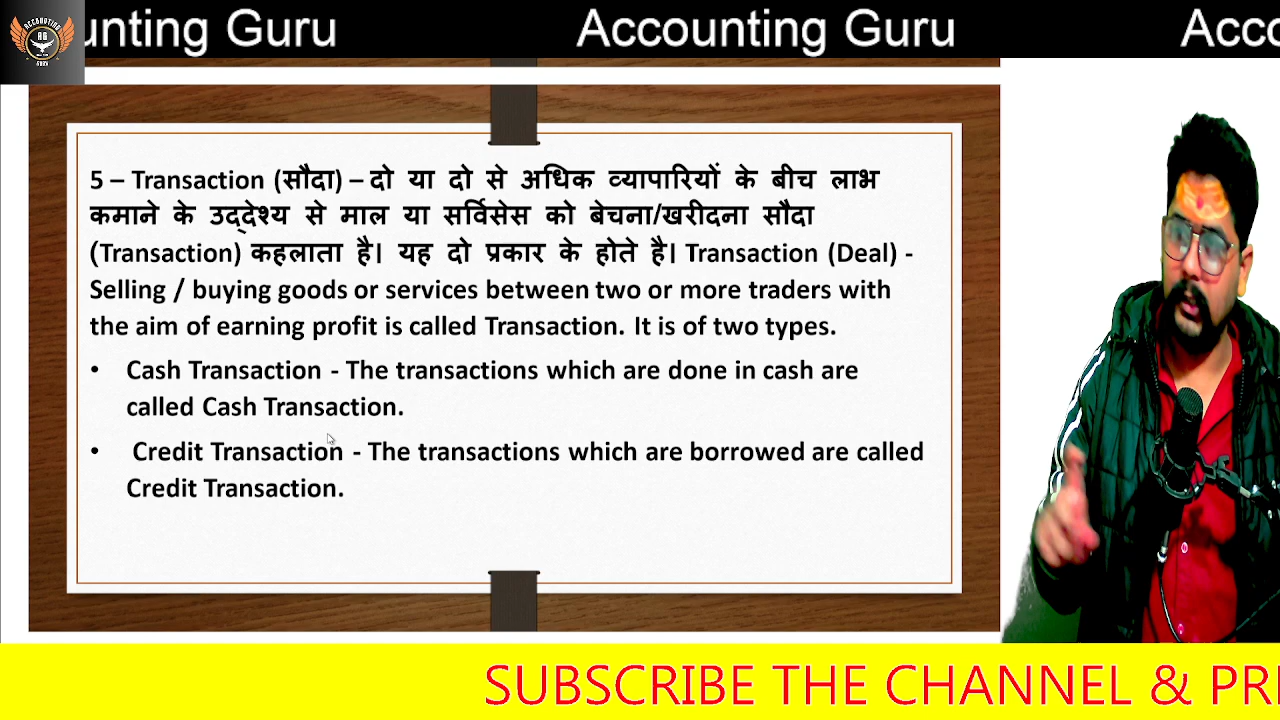 unting Guru Accounting Guru Acco
ACCOUNTING
AG
GURU
5 – Transaction (सौदा) – दो या दो से अधिक व्यापारियों के बीच लाभ
कमाने के उद्देश्य से माल या सर्विसेस को बेचना/खरीदना सौदा
(Transaction) कहलाता है। यह दो प्रकार के होते है। Transaction (Deal) -
Selling / buying goods or services between two or more traders with
the aim of earning profit is called Transaction. It is of two types.
• Cash Transaction - The transactions which are done in cash are
called Cash Transaction.
• Credit Transaction - The transactions which are borrowed are called
Credit Transaction.
SUBSCRIBE THE CHANNEL & PR